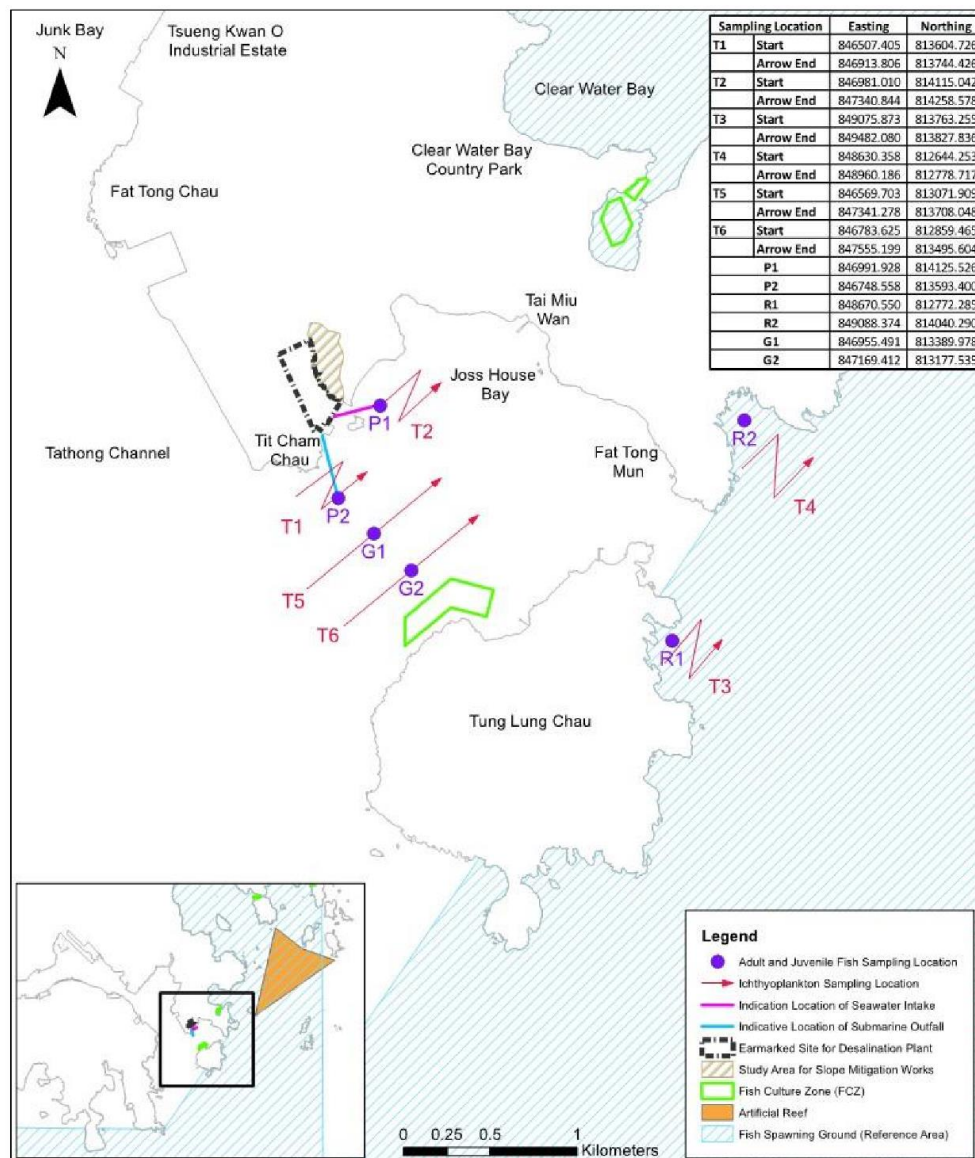 Junk Bay
N
Tsueng Kwan O
Industrial Estate
Clear Water Bay
Clear Water Bay
Country Park
Fat Tong Chau
Tai Miu
Wan
Joss House
Bay
Tathong Channel
Tit Cham
Chau
Fat Tong
Mun
Tung Lung Chau
P1
T2
R2
T4
T1
P2
G1
T5
G2
T6
R1
T3
Sampling Location Easting Northing
T1 Start 846507.405 813604.726
Arrow End 846913.806 813744.426
T2 Start 846981.010 814115.042
Arrow End 847340.844 814258.578
T3 Start 849075.873 813763.255
Arrow End 849482.080 813827.836
T4 Start 848630.358 812644.253
Arrow End 848960.186 812778.717
T5 Start 846569.703 813071.909
Arrow End 847341.278 813708.048
T6 Start 846783.625 812859.465
Arrow End 847555.199 813495.604
P1 846991.928 814125.526
P2 846748.558 813593.400
R1 848670.550 812772.285
R2 849088.374 814040.290
G1 846955.491 813389.978
G2 847169.412 813177.535
0 0.25 0.5 1
Kilometers
Legend
Adult and Juvenile Fish Sampling Location
Ichthyoplankton Sampling Location
Indication Location of Seawater Intake
Indicative Location of Submarine Outfall
Earmarked Site for Desalination Plant
Study Area for Slope Mitigation Works
Fish Culture Zone (FCZ)
Artificial Reef
Fish Spawning Ground (Reference Area)